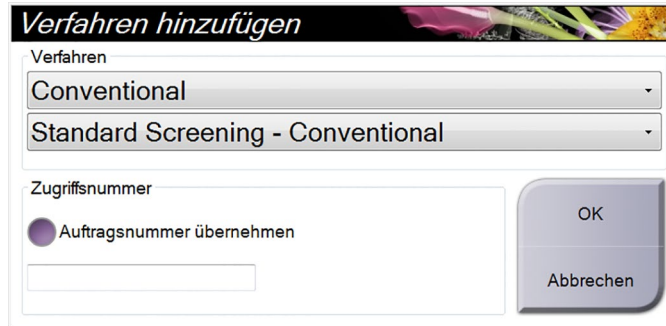 Verfahren hinzufügen
Verfahren
Conventional
Standard Screening - Conventional
Zugriffsnummer
Auftragsnummer übernehmen
OK
Abbrechen